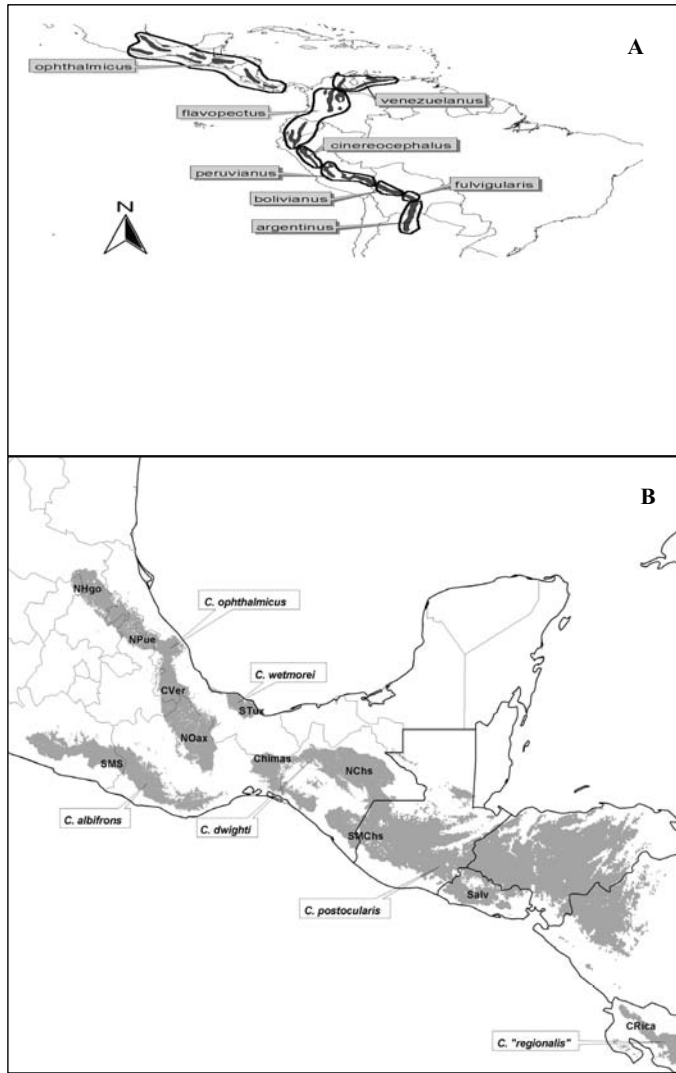 A
ophthalmicus
venezuelanus
flavopectus
cinereocephalus
peruvianus
fulvigularis
bolivianus
argentinus
N
B
NHgo
C. ophthalmicus
NPue
C. wetmorei
CVer
STux
NOax
Chimas
NChs
SMS
C. albifrons
C. dwighti
SMChs
C. postocularis
Salv
CRica
C. "regionalis"